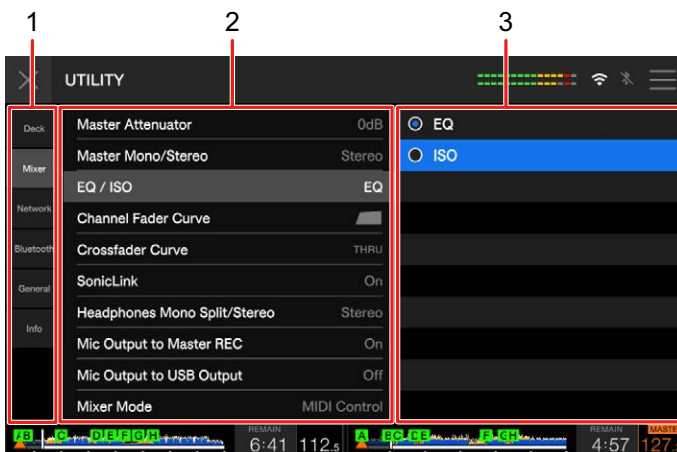 1 2 3
UTILITY
Deck
Mixer
Network
Bluetooth
General
Info
Master Attenuator 0dB
Master Mono/Stereo Stereo
EQ / ISO EQ
Channel Fader Curve
Crossfader Curve THRU
SonicLink On
Headphones Mono Split/Stereo Stereo
Mic Output to Master REC On
Mic Output to USB Output Off
Mixer Mode MIDI Control
EQ
ISO
A B C D E F G H
REMAIN
6:41 112.5
A B C D E F G H
REMAIN MASTER
4:57 127.